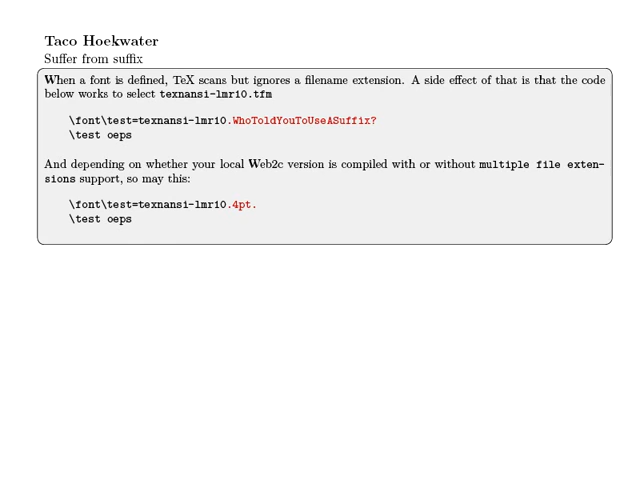 Taco Hoekwater
Suffer from suffix
When a font is defined, TeX scans but ignores a filename extension. A side effect of that is that the code
below works to select texnansi-lmr10.tfm
\font\test=texnansi-lmr10.WhoToldYouToUseASuffix?
\test oeps
And depending on whether your local Web2c version is compiled with or without multiple file exten-
sions support, so may this:
\font\test=texnansi-lmr10.4pt.
\test oeps